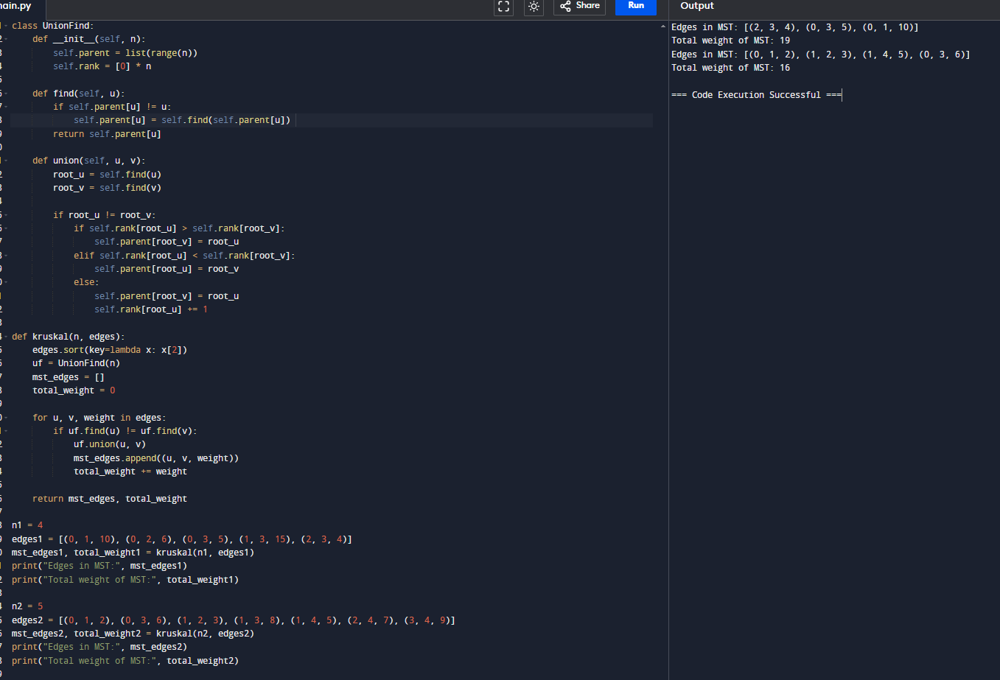 main.py
Share
Run
Output
class UnionFind:
    def __init__(self, n):
        self.parent = list(range(n))
        self.rank = [0] * n

    def find(self, u):
        if self.parent[u] != u:
            self.parent[u] = self.find(self.parent[u])
        return self.parent[u]

    def union(self, u, v):
        root_u = self.find(u)
        root_v = self.find(v)

        if root_u != root_v:
            if self.rank[root_u] > self.rank[root_v]:
                self.parent[root_v] = root_u
            elif self.rank[root_u] < self.rank[root_v]:
                self.parent[root_u] = root_v
            else:
                self.parent[root_v] = root_u
                self.rank[root_u] += 1

def kruskal(n, edges):
    edges.sort(key=lambda x: x[2])
    uf = UnionFind(n)
    mst_edges = []
    total_weight = 0

    for u, v, weight in edges:
        if uf.find(u) != uf.find(v):
            uf.union(u, v)
            mst_edges.append((u, v, weight))
            total_weight += weight

    return mst_edges, total_weight

n1 = 4
edges1 = [(0, 1, 10), (0, 2, 6), (0, 3, 5), (1, 3, 15), (2, 3, 4)]
mst_edges1, total_weight1 = kruskal(n1, edges1)
print("Edges in MST:", mst_edges1)
print("Total weight of MST:", total_weight1)

n2 = 5
edges2 = [(0, 1, 2), (0, 3, 6), (1, 2, 3), (1, 3, 8), (1, 4, 5), (2, 4, 7), (3, 4, 9)]
mst_edges2, total_weight2 = kruskal(n2, edges2)
print("Edges in MST:", mst_edges2)
print("Total weight of MST:", total_weight2)
Edges in MST: [(2, 3, 4), (0, 3, 5), (0, 1, 10)]
Total weight of MST: 19
Edges in MST: [(0, 1, 2), (1, 2, 3), (1, 4, 5), (0, 3, 6)]
Total weight of MST: 16

=== Code Execution Successful ===